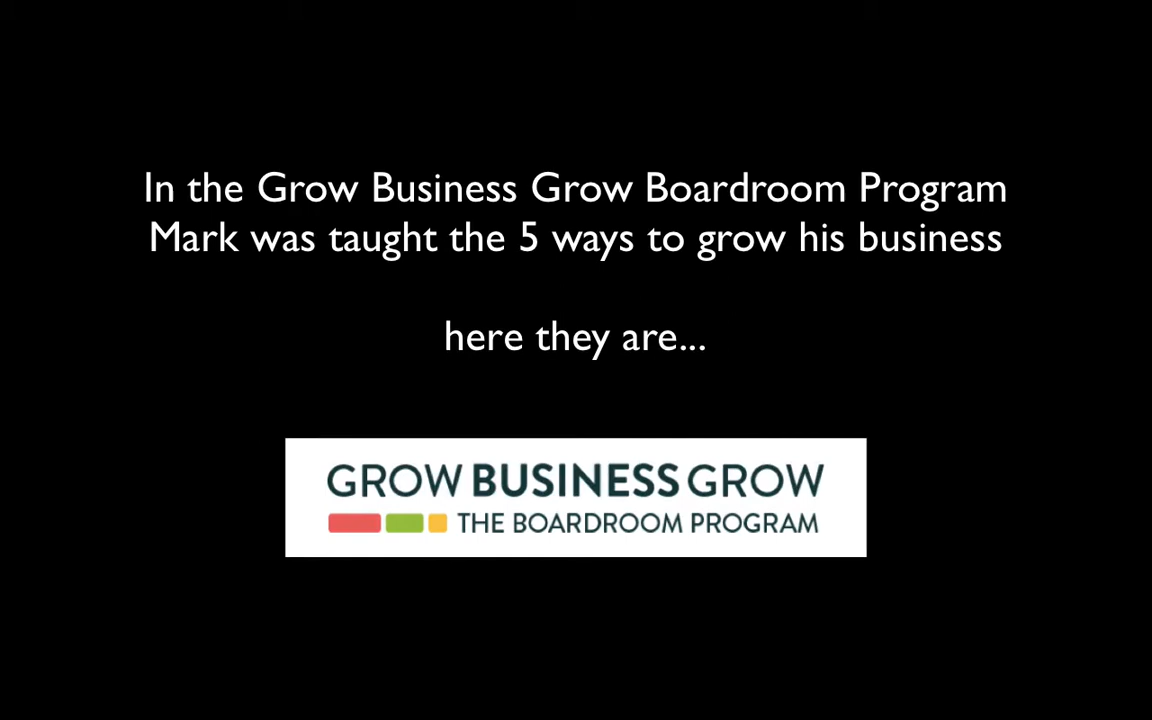 In the Grow Business Grow Boardroom Program
Mark was taught the 5 ways to grow his business
here they are...
GROW BUSINESS GROW
THE BOARDROOM PROGRAM